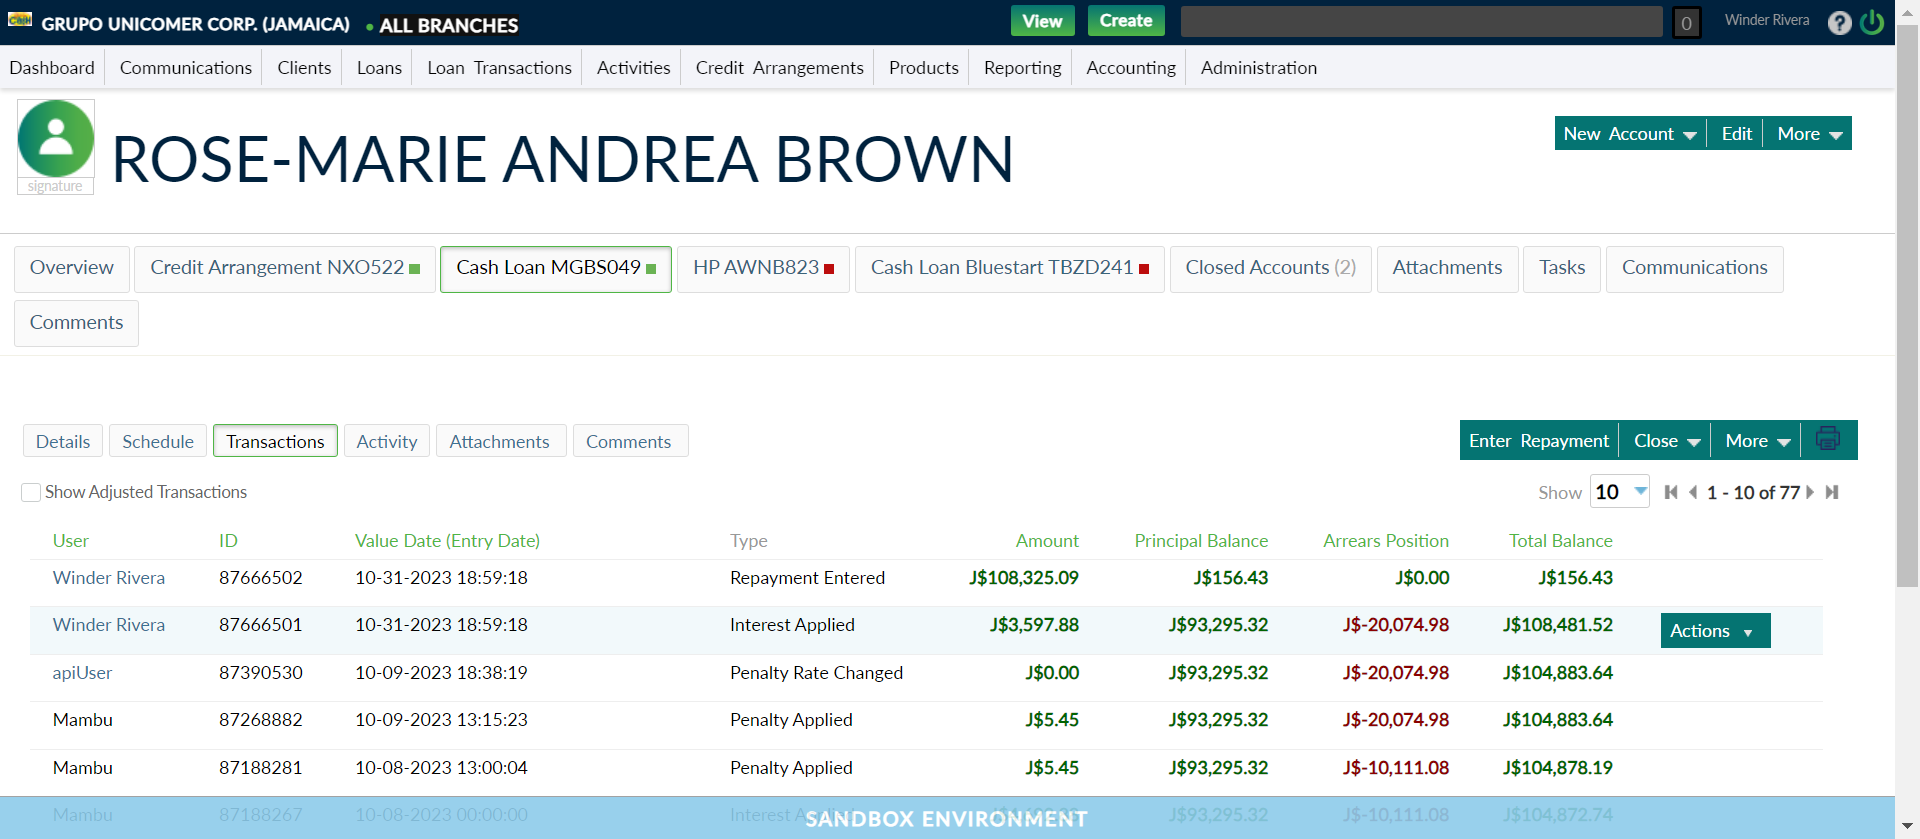 Cash GRUPO UNICOMER CORP. (JAMAICA) • ALL BRANCHES View Create 0 Winder Rivera ?
Dashboard Communications Clients Loans Loan Transactions Activities Credit Arrangements Products Reporting Accounting Administration
signature
ROSE-MARIE ANDREA BROWN
New Account Edit More
Overview Credit Arrangement NXO522 Cash Loan MGBS049 HP AWNB823 Cash Loan Bluestart TBZD241 Closed Accounts (2) Attachments Tasks Communications
Comments
Details Schedule Transactions Activity Attachments Comments Enter Repayment Close More
Show Adjusted Transactions Show 10 1 - 10 of 77
User ID Value Date (Entry Date) Type Amount Principal Balance Arrears Position Total Balance
Winder Rivera 87666502 10-31-2023 18:59:18 Repayment Entered J$108,325.09 J$156.43 J$0.00 J$156.43
Winder Rivera 87666501 10-31-2023 18:59:18 Interest Applied J$3,597.88 J$93,295.32 J$-20,074.98 J$108,481.52 Actions
apiUser 87390530 10-09-2023 18:38:19 Penalty Rate Changed J$0.00 J$93,295.32 J$-20,074.98 J$104,883.64
Mambu 87268882 10-09-2023 13:15:23 Penalty Applied J$5.45 J$93,295.32 J$-20,074.98 J$104,883.64
Mambu 87188281 10-08-2023 13:00:04 Penalty Applied J$5.45 J$93,295.32 J$-10,111.08 J$104,878.19
Mambu 87188267 10-08-2023 00:00:00 Interest J$93,295.32 J$-10,111.08 J$104,872.74
SANDBOX ENVIRONMENT